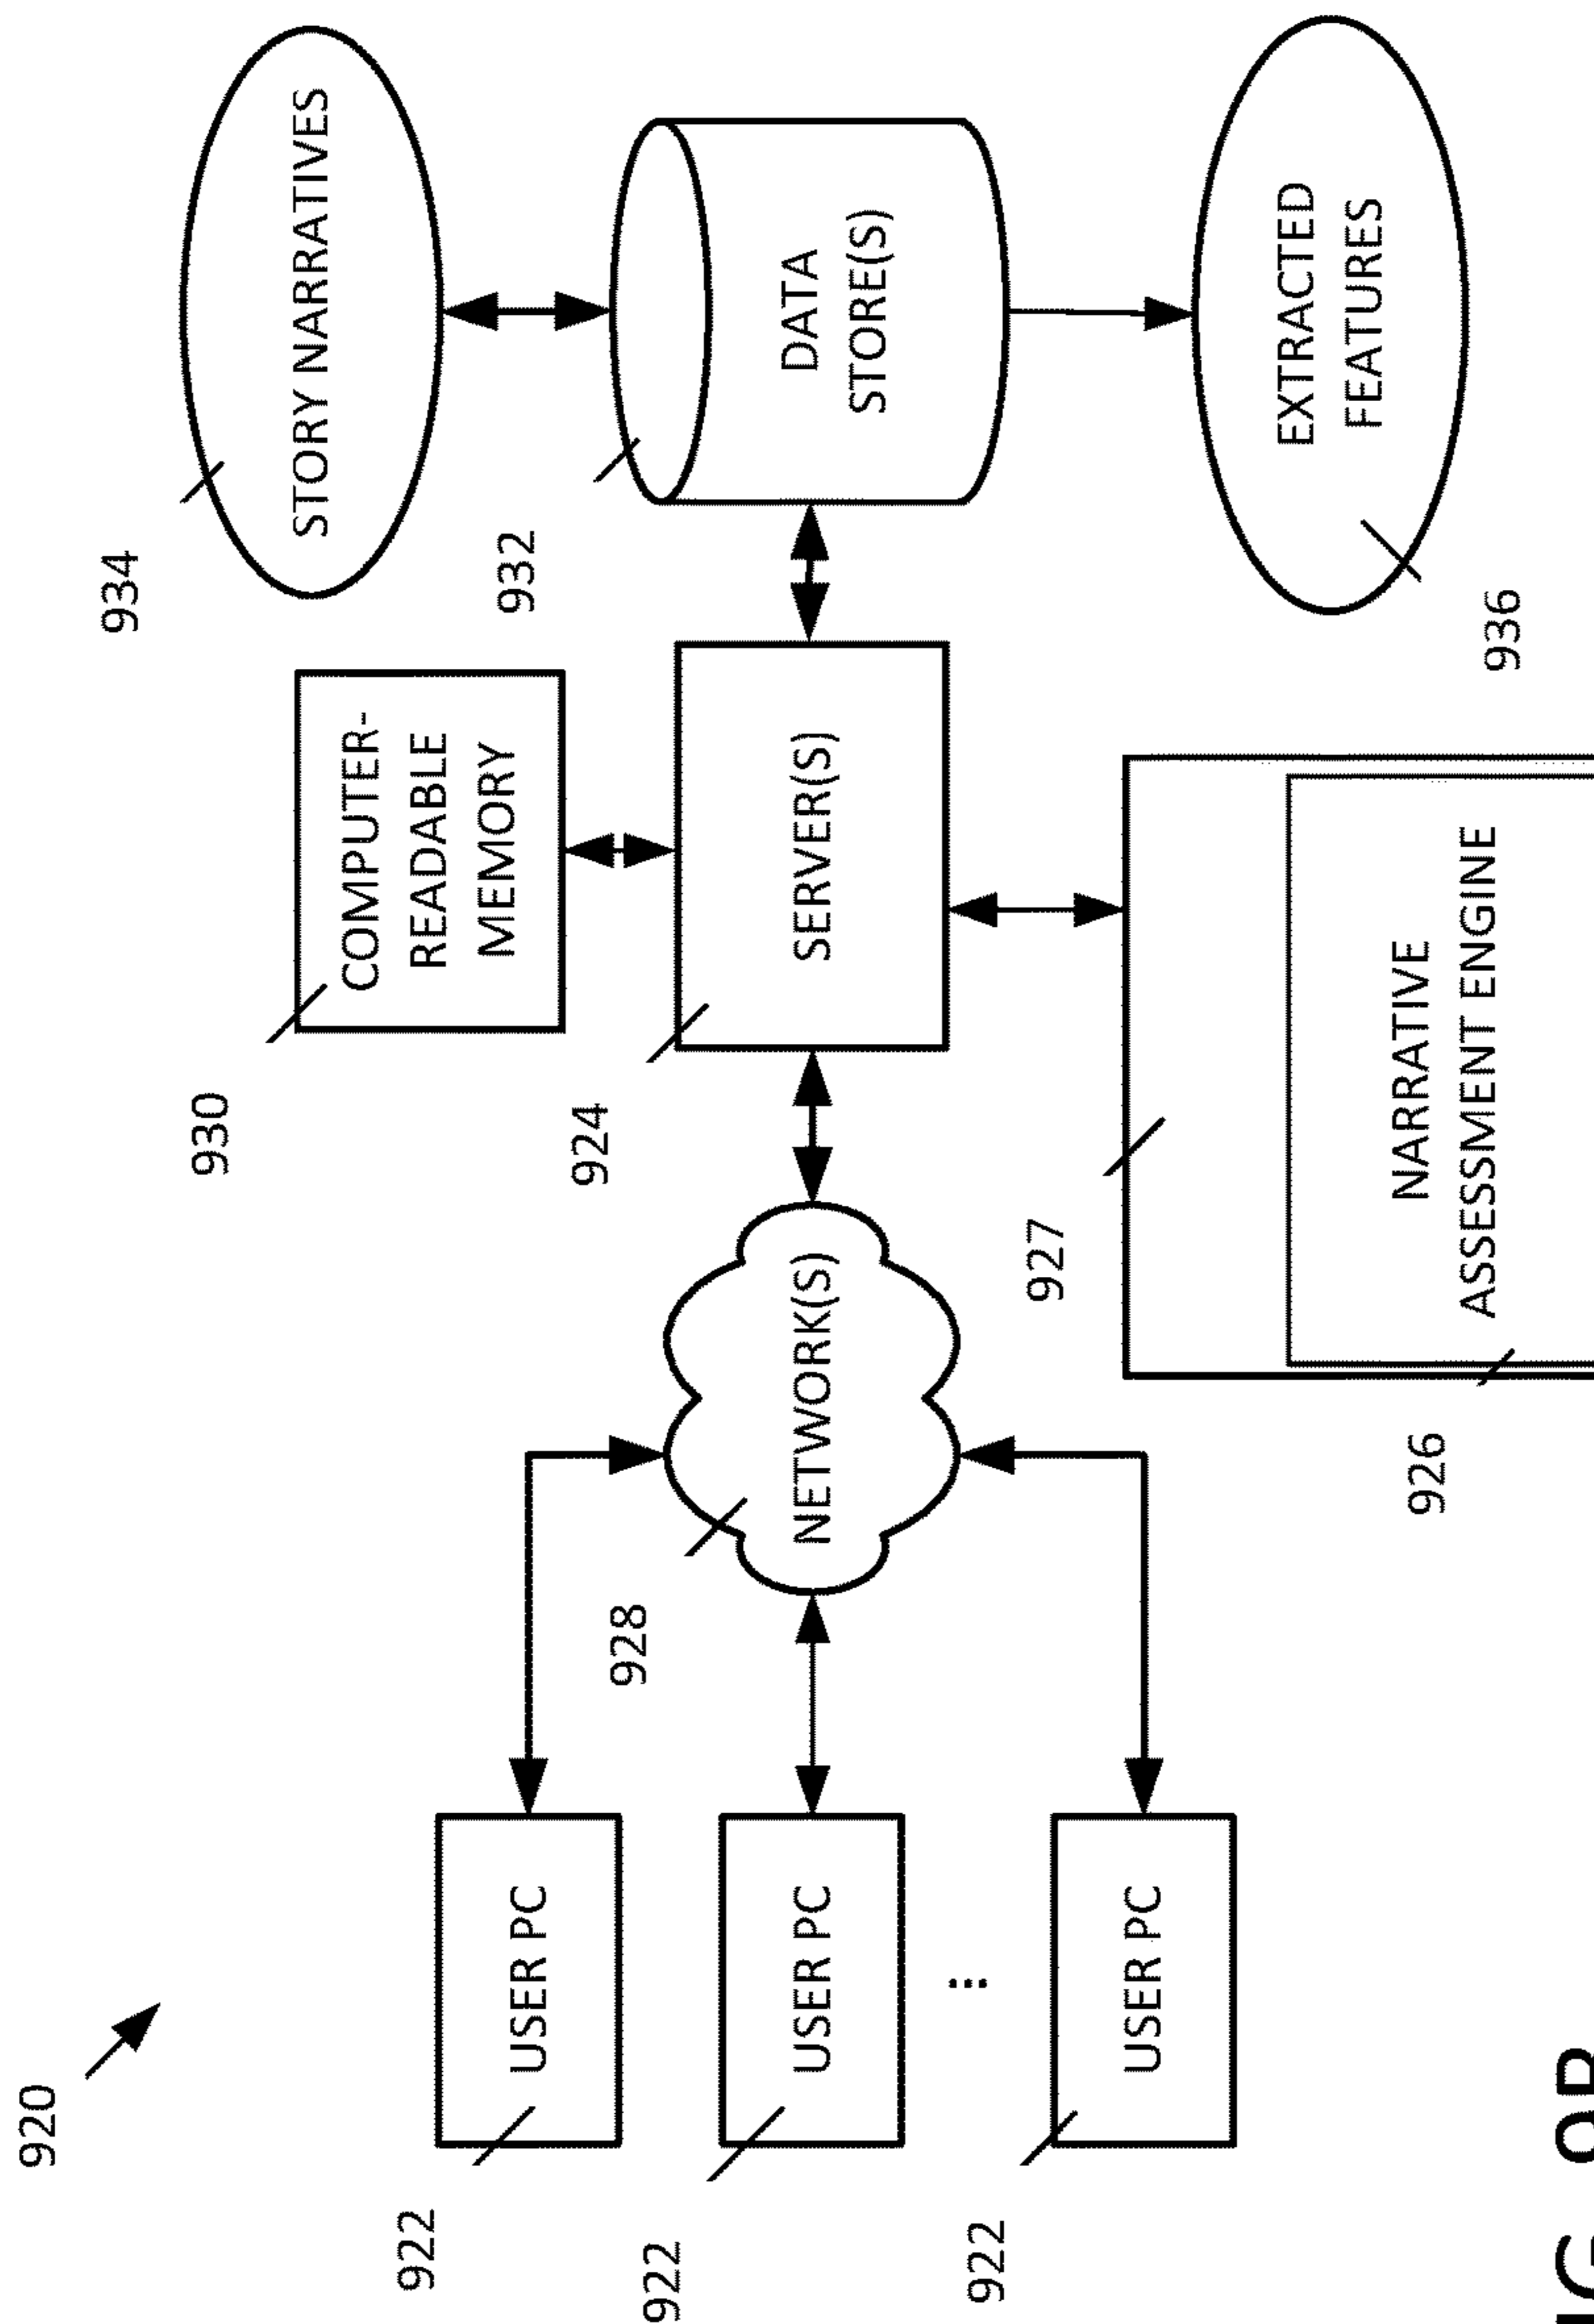 920
922
USER PC
922
USER PC
...
922
USER PC
928
NETWORK(S)
930
COMPUTER-
READABLE
MEMORY
924
SERVER(S)
927
926
NARRATIVE
ASSESSMENT ENGINE
934
STORY NARRATIVES
932
DATA
STORE(S)
936
EXTRACTED
FEATURES